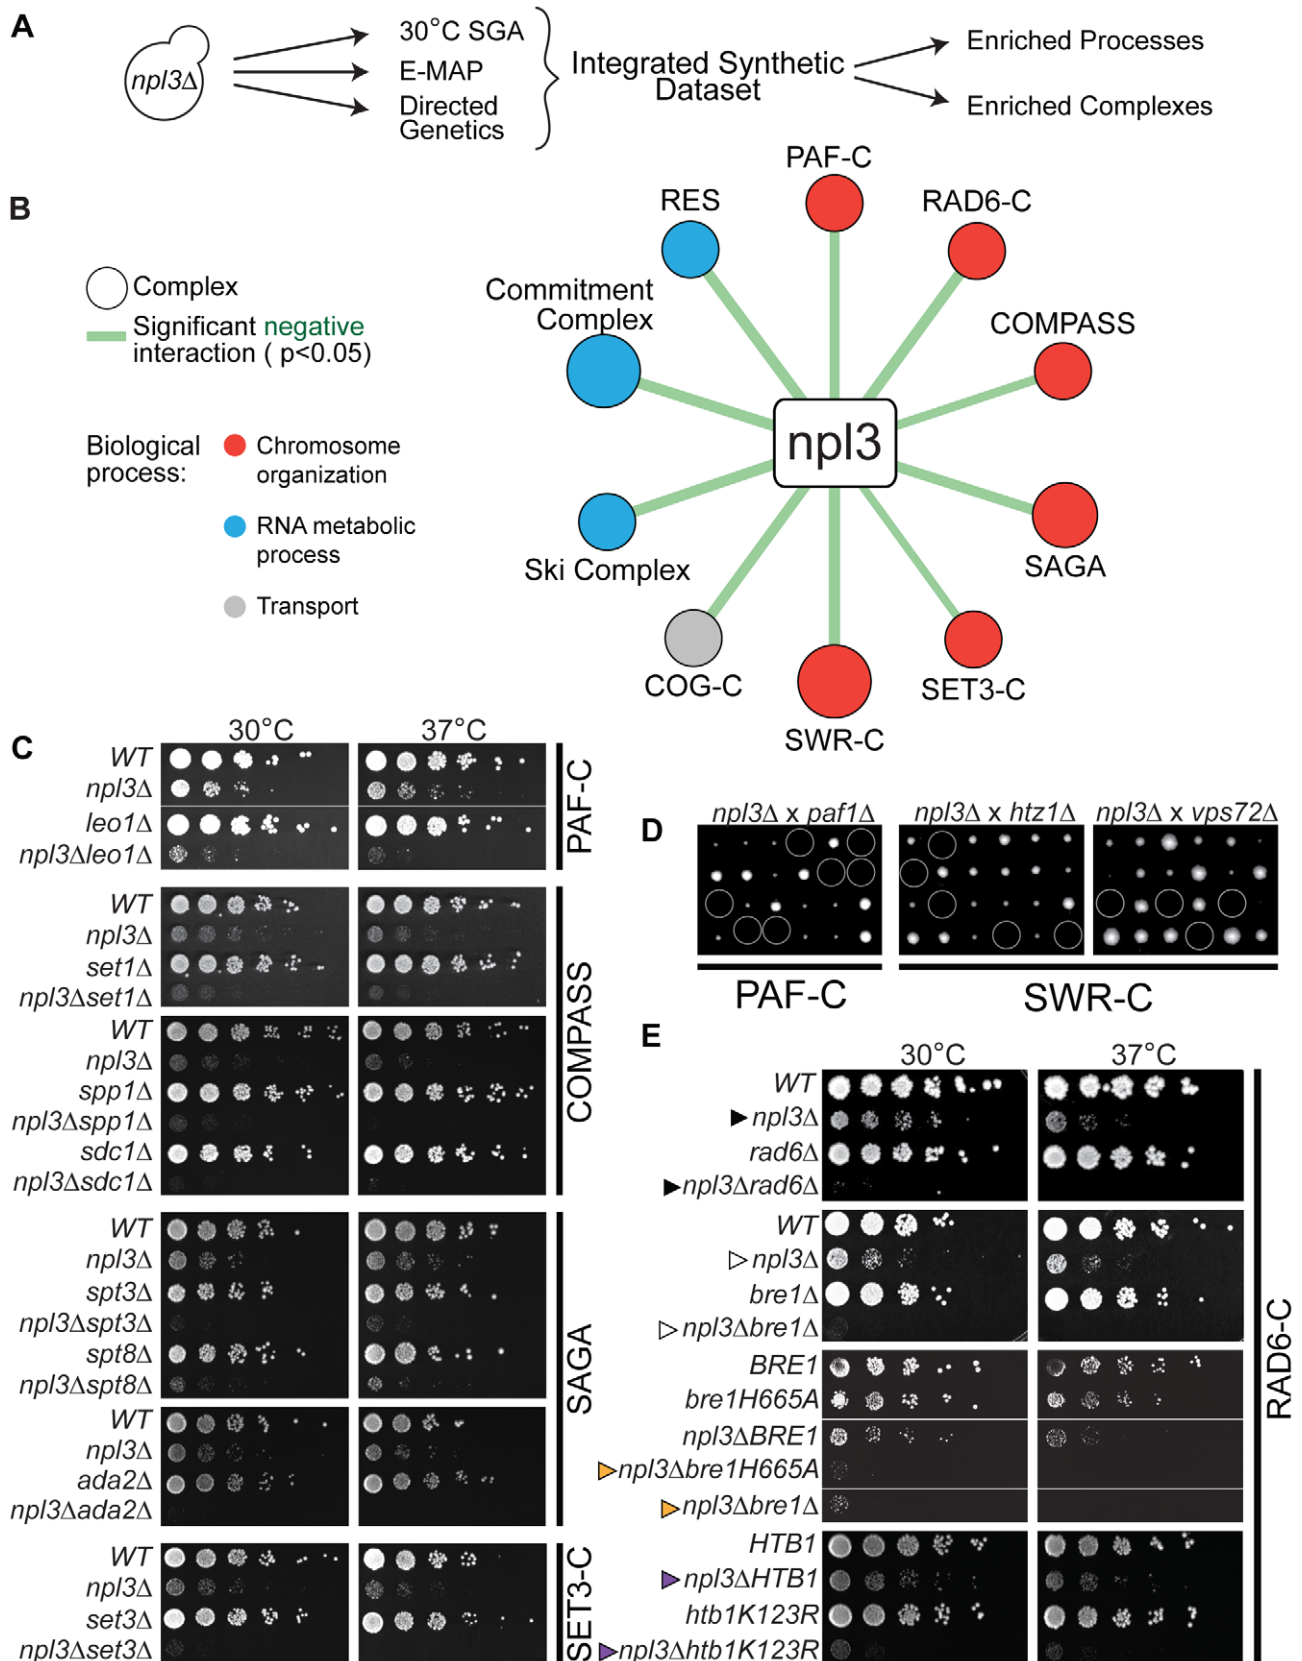 A
npl3Δ
30°C SGA
E-MAP
Directed
Genetics
Integrated Synthetic
Dataset
Enriched Processes
Enriched Complexes
B
Complex
Significant negative
interaction ( p<0.05)
Biological
process:
Chromosome
organization
RNA metabolic
process
Transport
PAF-C
RES
RAD6-C
Commitment
Complex
COMPASS
npl3
Ski Complex
SAGA
COG-C
SET3-C
SWR-C
C
30°C
37°C
WT
npl3Δ
leo1Δ
npl3Δleo1Δ
PAF-C
WT
npl3Δ
set1Δ
npl3Δset1Δ
WT
npl3Δ
spp1Δ
npl3Δspp1Δ
sdc1Δ
npl3Δsdc1Δ
COMPASS
WT
npl3Δ
spt3Δ
npl3Δspt3Δ
spt8Δ
npl3Δspt8Δ
WT
npl3Δ
ada2Δ
npl3Δada2Δ
SAGA
WT
npl3Δ
set3Δ
npl3Δset3Δ
SET3-C
D
npl3Δ x paf1Δ
npl3Δ x htz1Δ
npl3Δ x vps72Δ
PAF-C
SWR-C
E
30°C
37°C
WT
npl3Δ
rad6Δ
npl3Δrad6Δ
WT
npl3Δ
bre1Δ
npl3Δbre1Δ
BRE1
bre1H665A
npl3ΔBRE1
npl3Δbre1H665A
npl3Δbre1Δ
HTB1
npl3ΔHTB1
htb1K123R
npl3Δhtb1K123R
RAD6-C